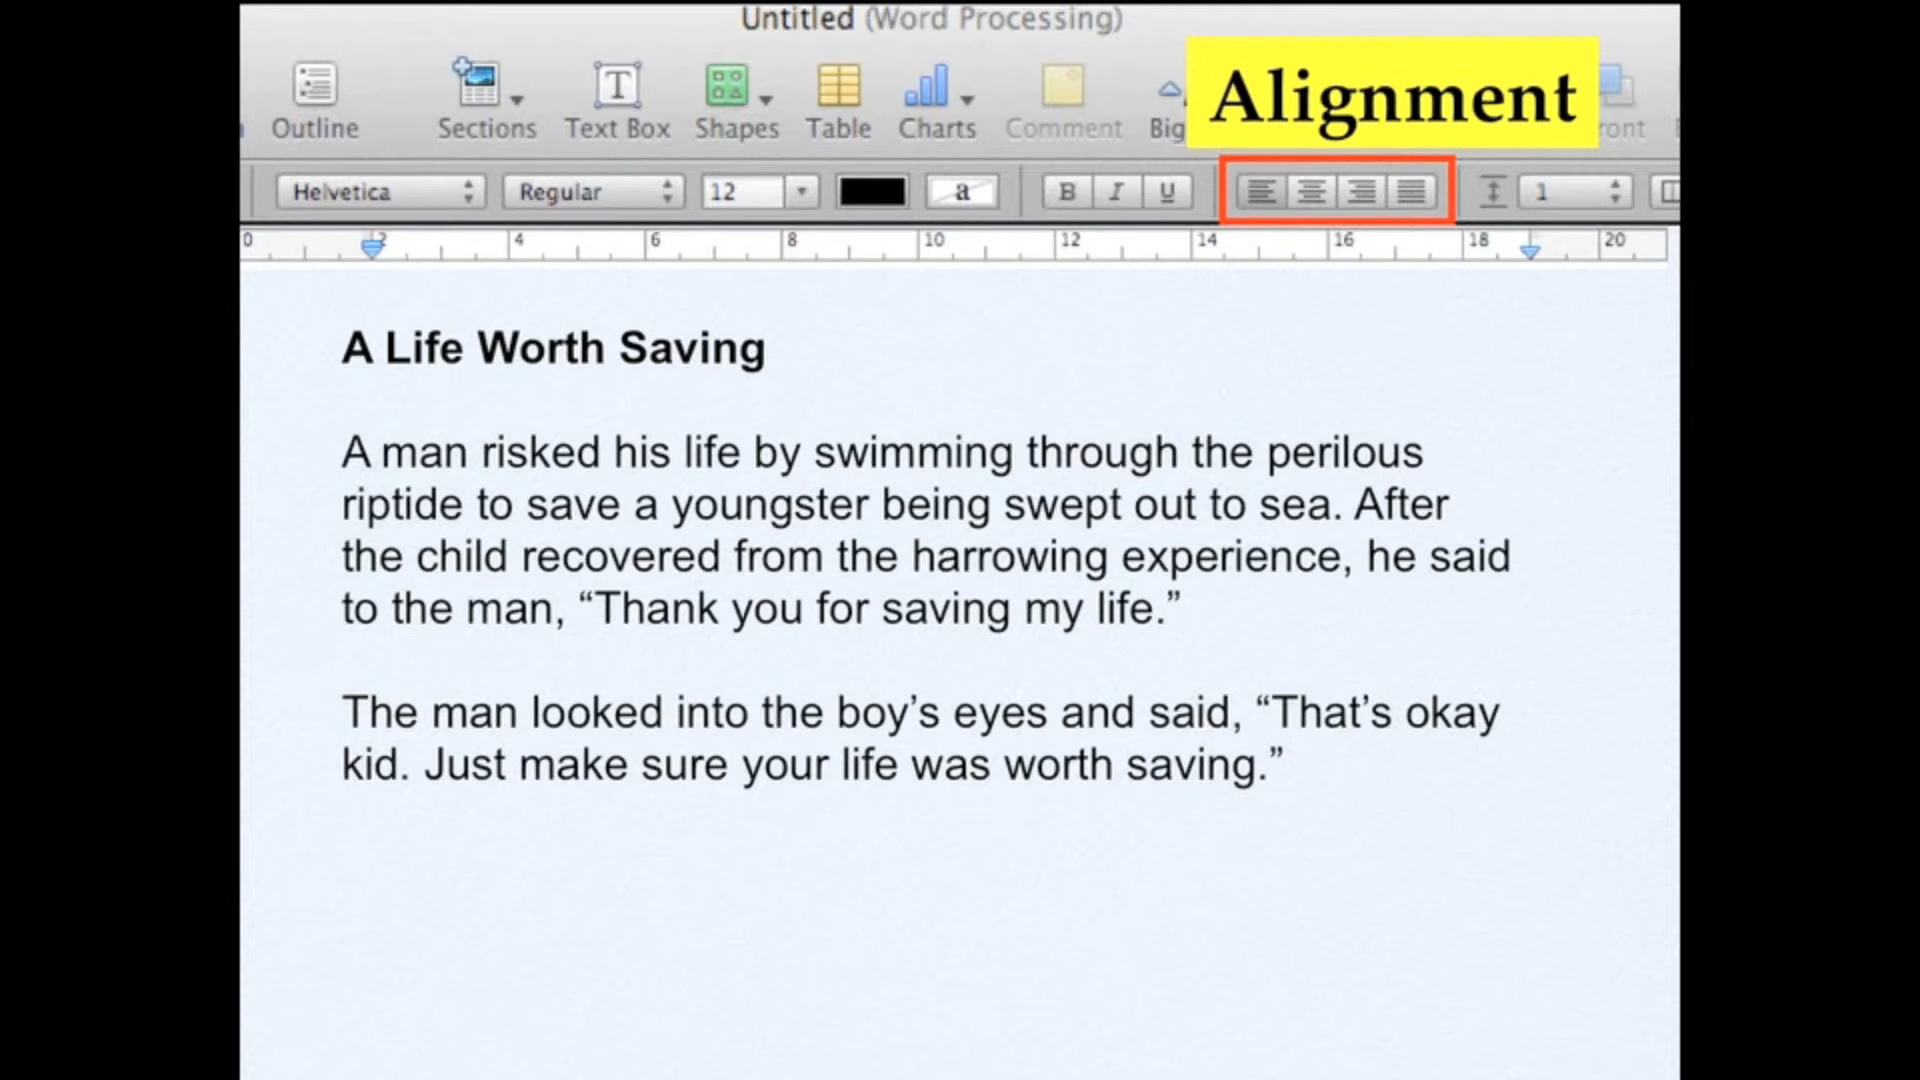 Untitled (Word Processing)
Alignment
Outline Sections Text Box Shapes Table Charts Comment
Helvetica Regular 12 a B I U 1
0 2 4 6 8 10 12 14 16 18 20
A Life Worth Saving
A man risked his life by swimming through the perilous
riptide to save a youngster being swept out to sea. After
the child recovered from the harrowing experience, he said
to the man, “Thank you for saving my life.”
The man looked into the boy’s eyes and said, “That’s okay
kid. Just make sure your life was worth saving.”